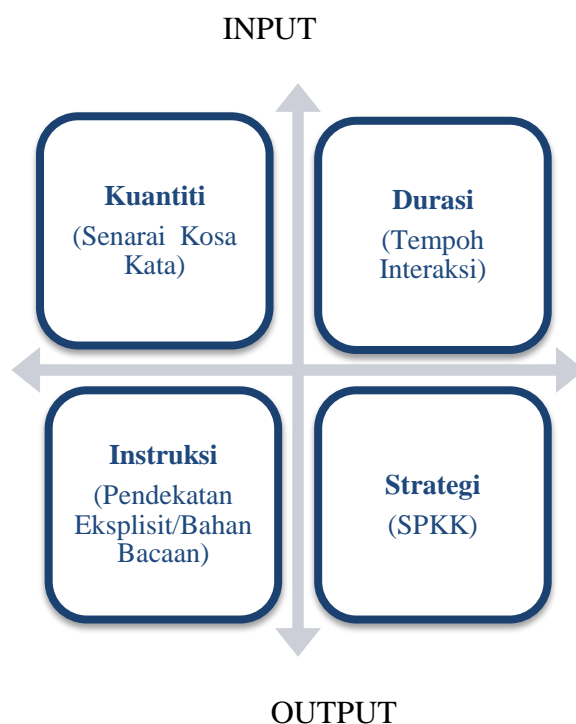 INPUT
Kuantiti
(Senarai Kosa
Kata)
Durasi
(Tempoh
Interaksi)
Instruksi
(Pendekatan
Eksplisit/Bahan
Bacaan)
Strategi
(SPKK)
OUTPUT